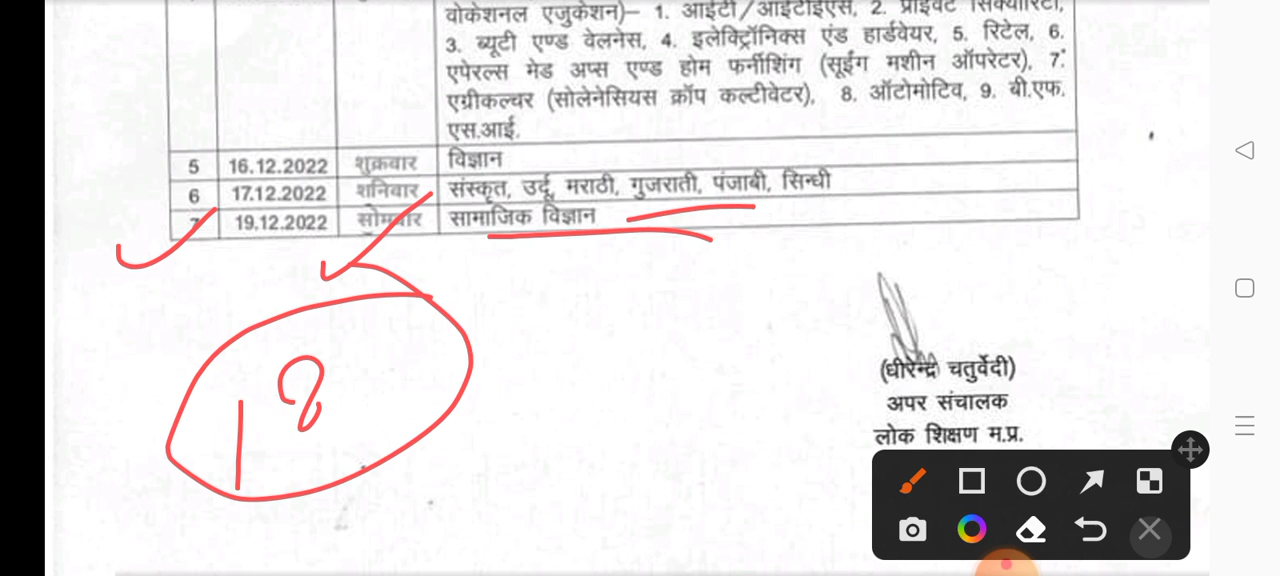 वोकेशनल एजुकेशन)– 1. आईटी/आईटीईएस, 2. प्राईवेट सिक्योरिटी,
3. ब्यूटी एण्ड वेलनेस, 4. इलेक्ट्रॉनिक्स एंड हार्डवेयर, 5. रिटेल, 6.
एपेरल्स मेड अप्स एण्ड होम फर्नीशिंग (सूईंग मशीन ऑपरेटर), 7.
एग्रीकल्चर (सोलेनेसियस क्रॉप कल्टीवेटर), 8. ऑटोमोटिव, 9. बी.एफ.
एस.आई.
5 16.12.2022 शुक्रवार विज्ञान
6 17.12.2022 शनिवार संस्कृत, उर्दू, मराठी, गुजराती, पंजाबी, सिन्धी
7 19.12.2022 सोमवार सामाजिक विज्ञान
18
(धीरेन्द्र चतुर्वेदी)
अपर संचालक
लोक शिक्षण म.प्र.